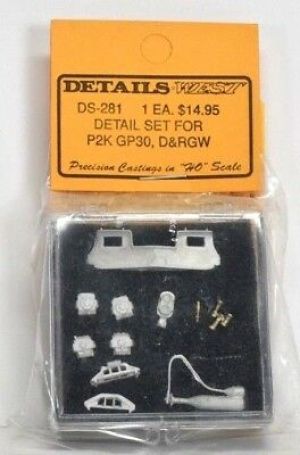 DETAILS WEST
DS-281 1 EA. $14.95
DETAIL SET FOR
P2K GP30, D&RGW
Precision Castings in "HO" Scale